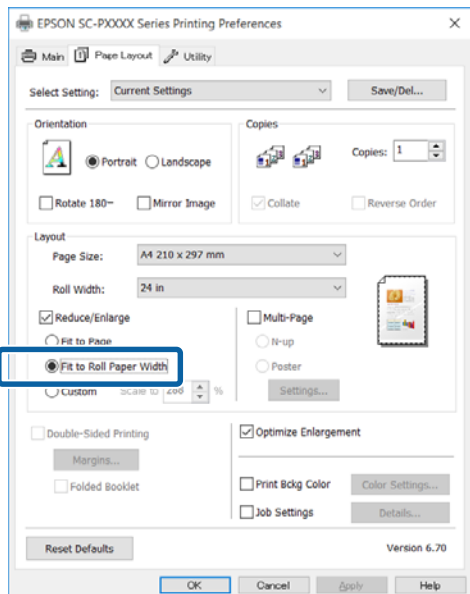 EPSON SC-PXXXX Series Printing Preferences
Main Page Layout Utility
Select Setting: Current Settings Save/Del...
Orientation
Portrait Landscape
Rotate 180° Mirror Image
Copies
Copies: 1
Collate Reverse Order
Layout
Page Size: A4 210 x 297 mm
Roll Width: 24 in
Reduce/Enlarge
Fit to Page
Fit to Roll Paper Width
Custom Scale to 288 %
Multi-Page
N-up
Poster
Settings...
Double-Sided Printing
Margins...
Folded Booklet
Optimize Enlargement
Print Bckg Color Color Settings...
Job Settings Details...
Reset Defaults Version 6.70
OK Cancel Apply Help